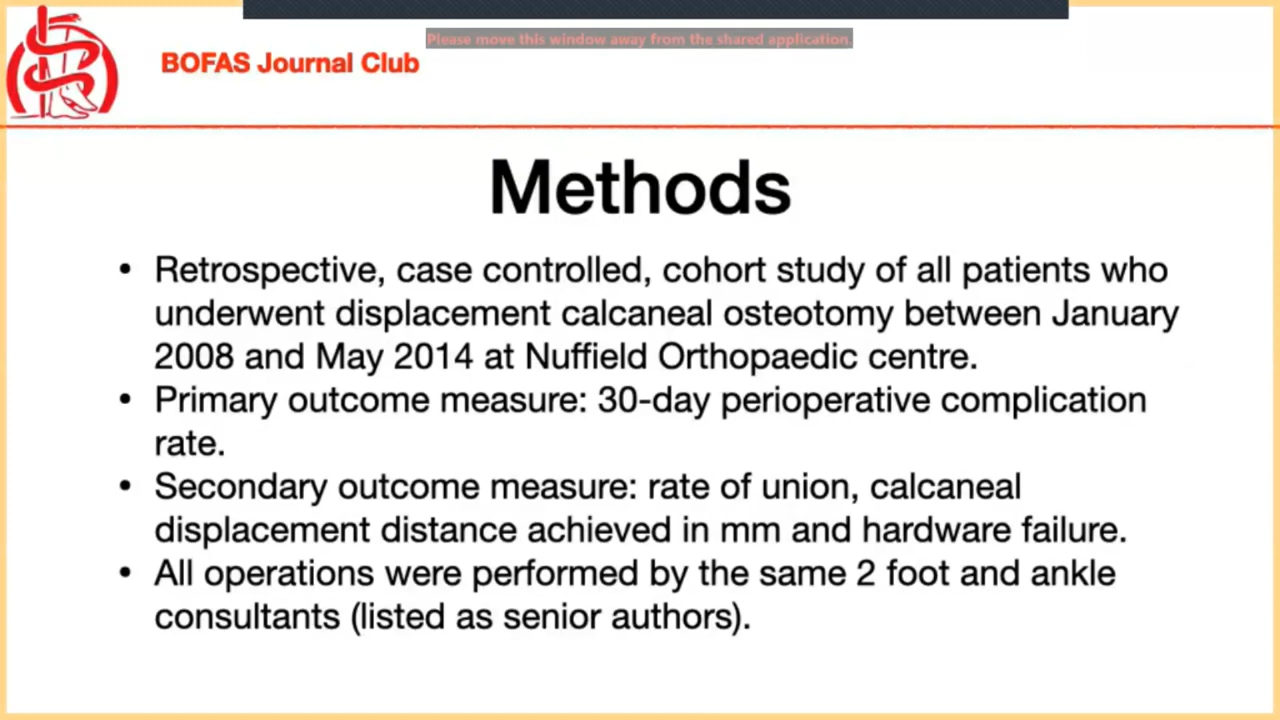 Please move this window away from the shared application.
BOFAS Journal Club
Methods
• Retrospective, case controlled, cohort study of all patients who
underwent displacement calcaneal osteotomy between January
2008 and May 2014 at Nuffield Orthopaedic centre.
• Primary outcome measure: 30-day perioperative complication
rate.
• Secondary outcome measure: rate of union, calcaneal
displacement distance achieved in mm and hardware failure.
• All operations were performed by the same 2 foot and ankle
consultants (listed as senior authors).